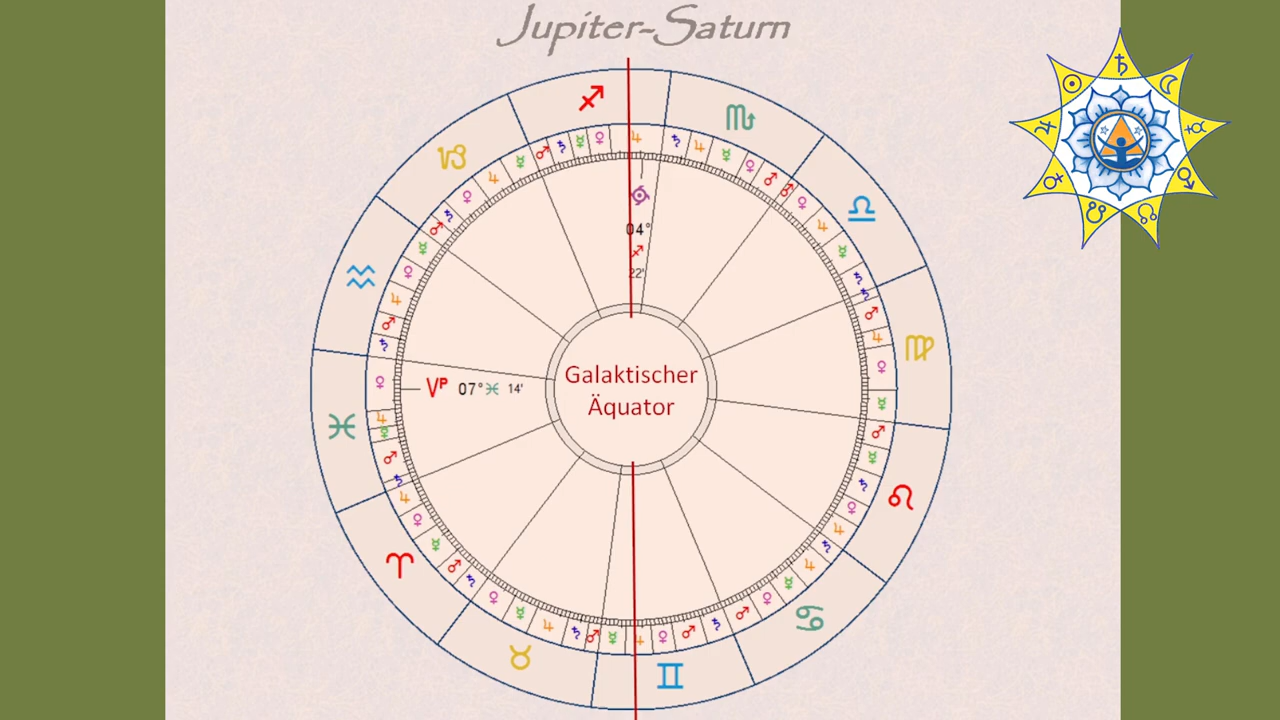 Jupiter-Saturn
04°
♐
22'
Vᴾ 07° ♓ 14'
Galaktischer
Äquator